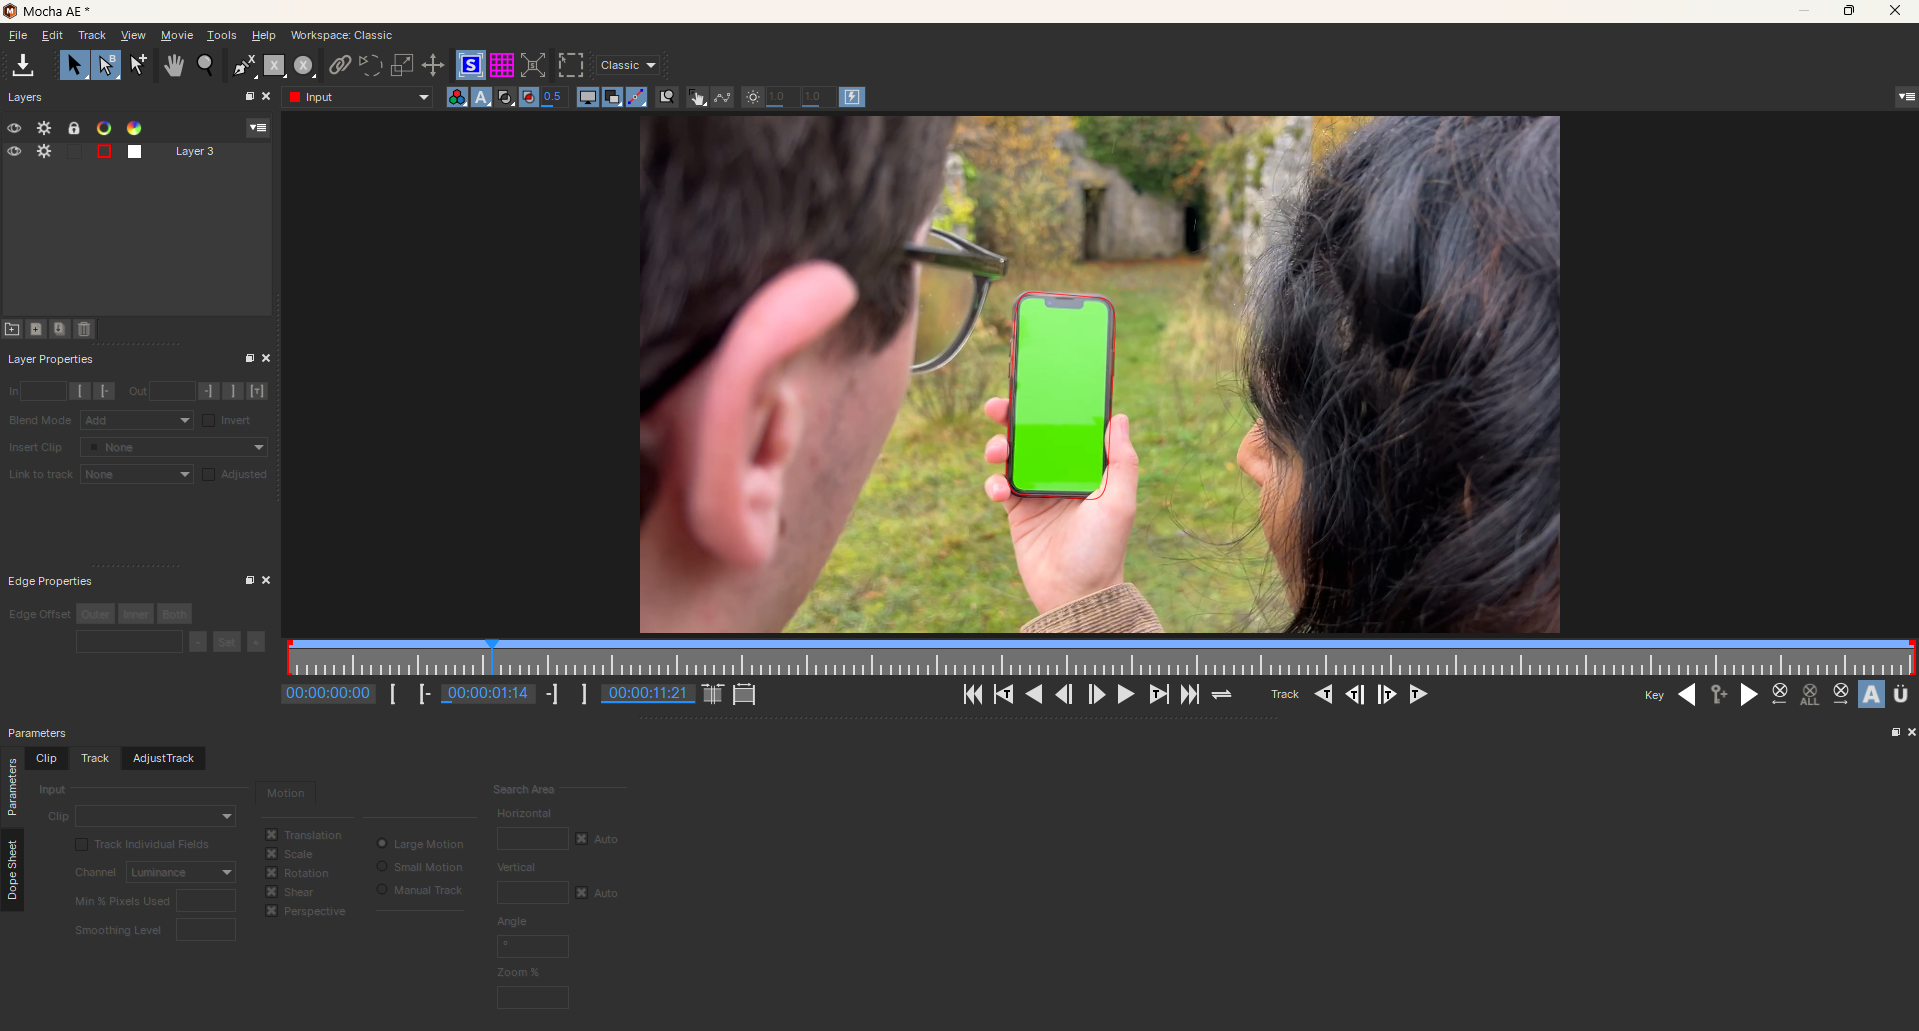 Mocha AE *
File Edit Track View Movie Tools Help Workspace: Classic
Classic
Layers
Input
0.5
1.0
1.0
Layer 3
Layer Properties
In
Out
Blend Mode Add Invert
Insert Clip None
Link to track None Adjusted
Edge Properties
Edge Offset Outer Inner Both
- Set +
00:00:00:00 [ [- 00:00:01:14 -] ] 00:00:11:21
Track
Key
ALL
A
Ü
Parameters
Parameters
Dope Sheet
Clip Track AdjustTrack
Input
Clip
Track Individual Fields
Channel Luminance
Min % Pixels Used
Smoothing Level
Motion
Translation
Scale
Rotation
Shear
Perspective
Large Motion
Small Motion
Manual Track
Search Area
Horizontal
Auto
Vertical
Auto
Angle
°
Zoom %